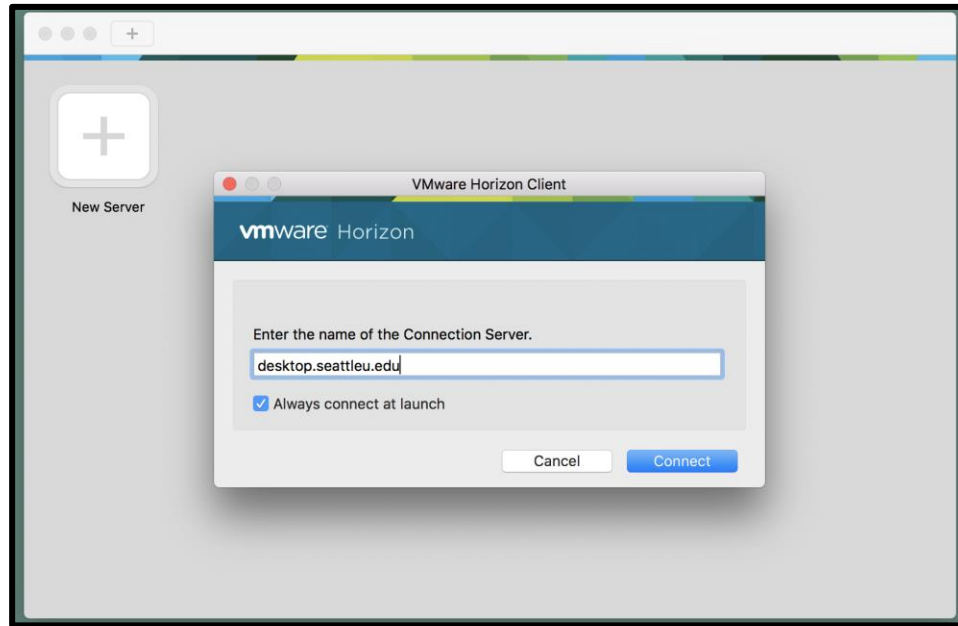 VMware Horizon Client
New Server
vmware Horizon
Enter the name of the Connection Server.
desktop.seattleu.edu
Always connect at launch
Cancel Connect